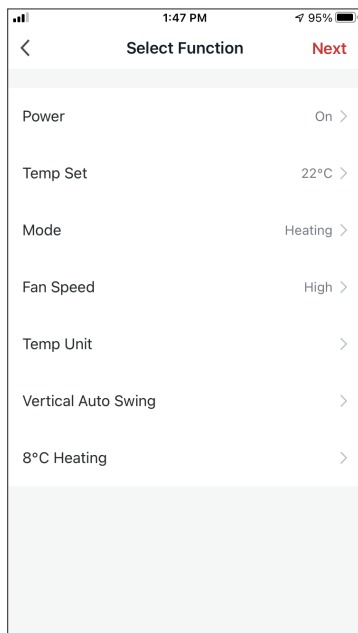 1:47 PM 95%
Select Function Next
Power On
Temp Set 22°C
Mode Heating
Fan Speed High
Temp Unit
Vertical Auto Swing
8°C Heating